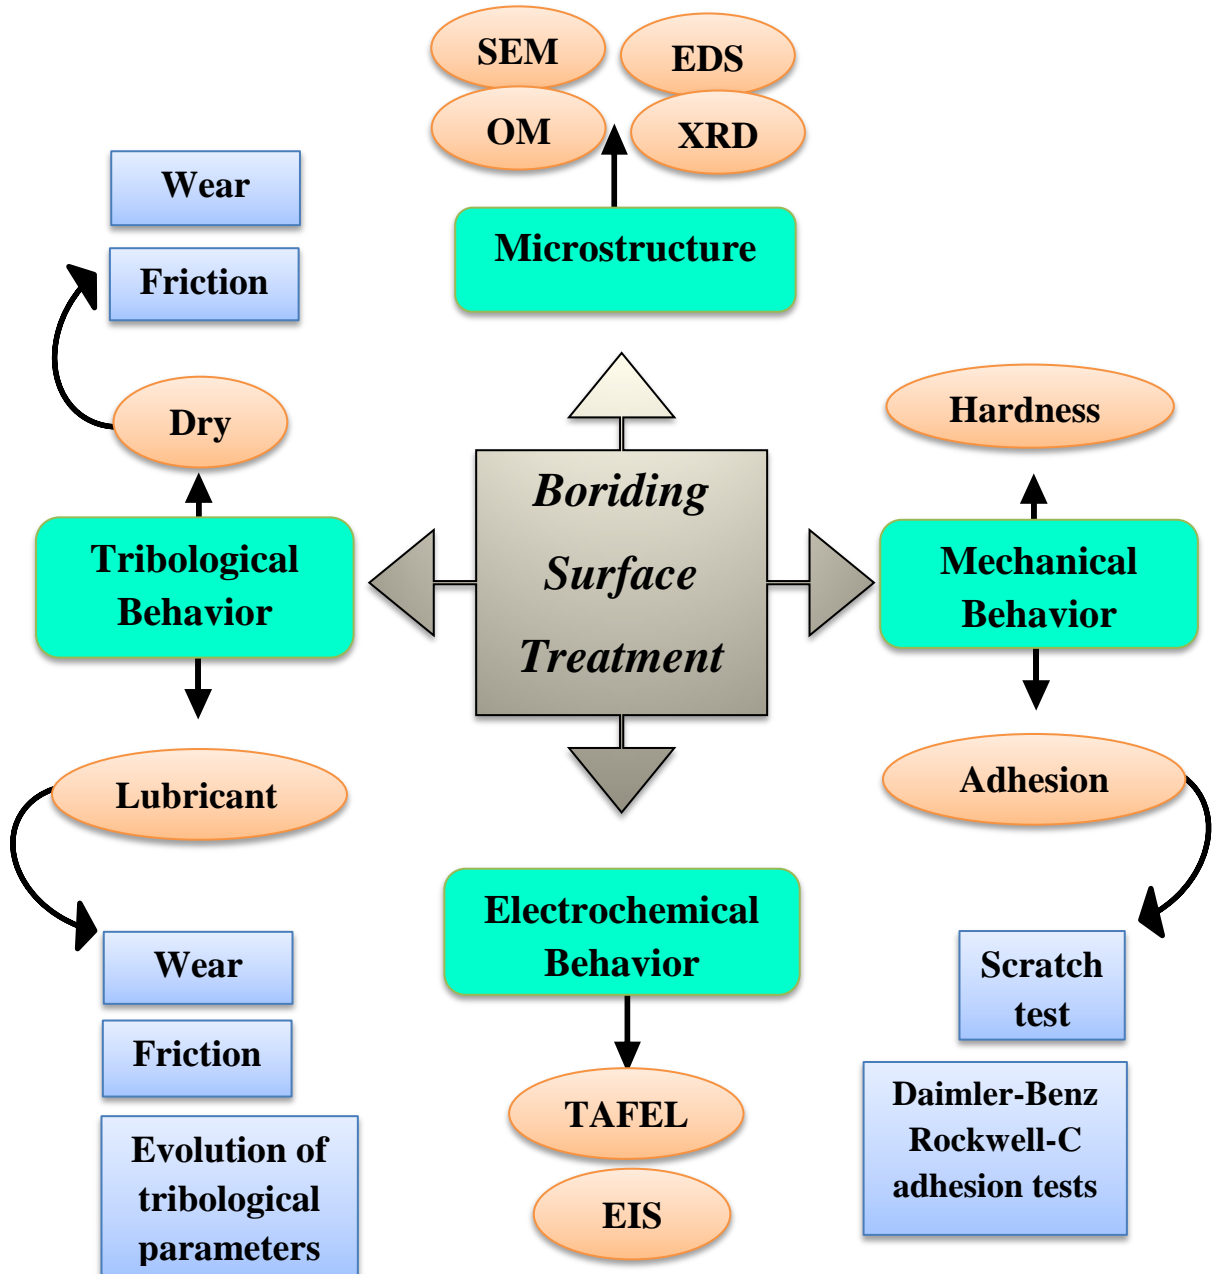 SEM
EDS
OM
XRD
Microstructure
Wear
Friction
Dry
Tribological
Behavior
Lubricant
Wear
Friction
Evolution of
tribological
parameters
Boriding
Surface
Treatment
Hardness
Mechanical
Behavior
Adhesion
Scratch
test
Daimler-Benz
Rockwell-C
adhesion tests
Electrochemical
Behavior
TAFEL
EIS